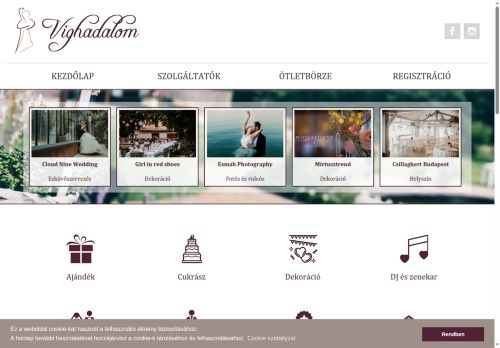 Vighadalom
KEZDŐLAP
SZOLGÁLTATÓK
ÖTLETBÖRZE
REGISZTRÁCIÓ
Cloud Nine Wedding
Esküvőszervezés
Girl in red shoes
Dekoráció
Esmah Photography
Fotós és videós
Mirtusztrend
Dekoráció
Csillagkert Budapest
Helyszín
Ajándék
Cukrász
Dekoráció
DJ és zenekar
Ez a weboldal cookie-kat használ a felhasználói élmény biztosításához.
A honlap további használatával hozzájárulsz a cookie-k tárolásához és felhasználásához. Cookie szabályzat
Rendben